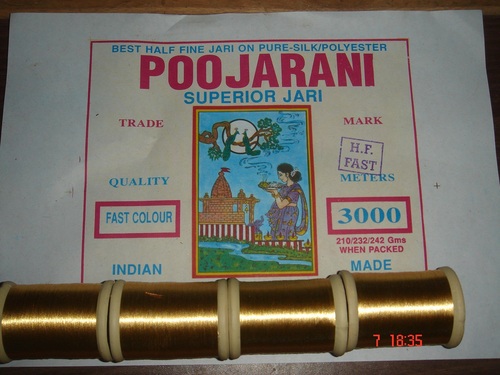 BEST HALF FINE JARI ON PURE-SILK/POLYESTER
POOJARANI
SUPERIOR JARI
TRADE MARK
H.F.
FAST
QUALITY METERS
FAST COLOUR 3000
210/232/242 Gms
WHEN PACKED
INDIAN MADE
7 18:35